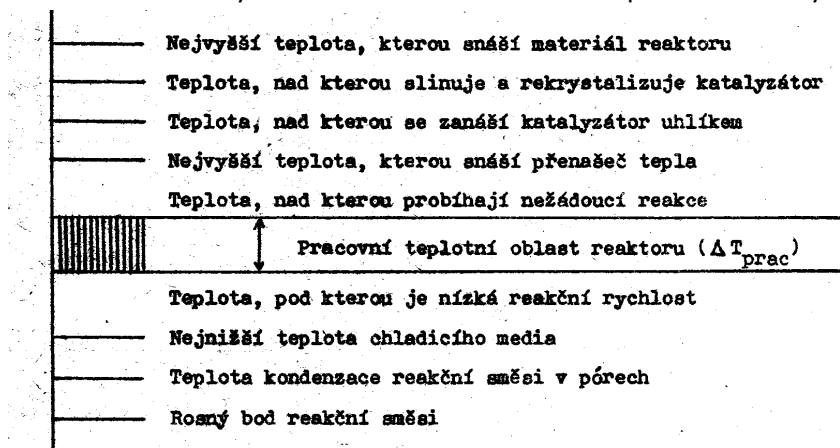 Nejvyšší teplota, kterou snáší materiál reaktoru
Teplota, nad kterou slinuje a rekrystalizuje katalyzátor
Teplota, nad kterou se zanáší katalyzátor uhlíkem
Nejvyšší teplota, kterou snáší přenašeč tepla
Teplota, nad kterou probíhají nežádoucí reakce
Pracovní teplotní oblast reaktoru (ΔT_prac)
Teplota, pod kterou je nízká reakční rychlost
Nejnižší teplota chladicího media
Teplota kondenzace reakční směsi v pórech
Rosný bod reakční směsi